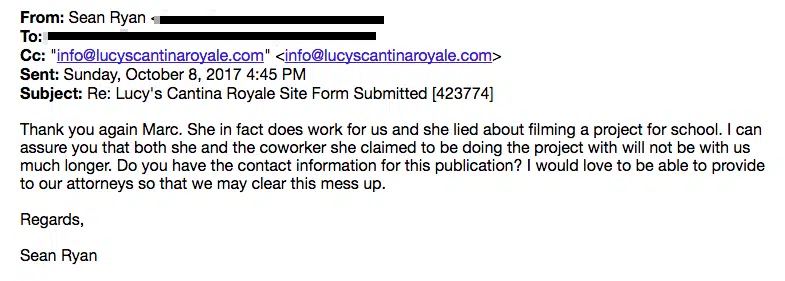 From: Sean Ryan <
To:
Cc: "info@lucyscantinaroyale.com" <info@lucyscantinaroyale.com>
Sent: Sunday, October 8, 2017 4:45 PM
Subject: Re: Lucy's Cantina Royale Site Form Submitted [423774]
Thank you again Marc. She in fact does work for us and she lied about filming a project for school. I can
assure you that both she and the coworker she claimed to be doing the project with will not be with us
much longer. Do you have the contact information for this publication? I would love to be able to provide
to our attorneys so that we may clear this mess up.
Regards,
Sean Ryan